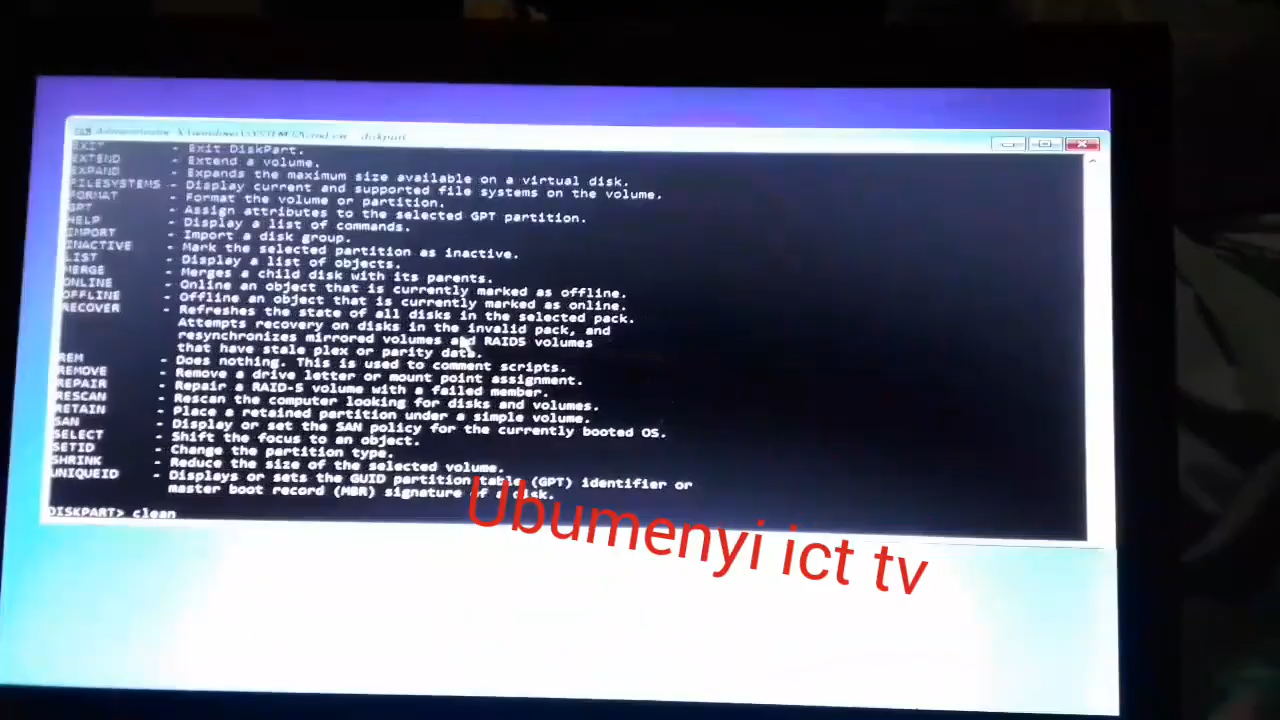 Administrator X:\windows\SYSTEM32\cmd.exe - diskpart
EXIT - Exit DiskPart.
EXTEND - Extend a volume.
EXPAND - Expands the maximum size available on a virtual disk.
FILESYSTEMS - Display current and supported file systems on the volume.
FORMAT - Format the volume or partition.
GPT - Assign attributes to the selected GPT partition.
HELP - Display a list of commands.
IMPORT - Import a disk group.
INACTIVE - Mark the selected partition as inactive.
LIST - Display a list of objects.
MERGE - Merges a child disk with its parents.
ONLINE - Online an object that is currently marked as offline.
OFFLINE - Offline an object that is currently marked as online.
RECOVER - Refreshes the state of all disks in the selected pack.
Attempts recovery on disks in the invalid pack, and
resynchronizes mirrored volumes and RAID5 volumes
that have stale plex or parity data.
REM - Does nothing. This is used to comment scripts.
REMOVE - Remove a drive letter or mount point assignment.
REPAIR - Repair a RAID-5 volume with a failed member.
RESCAN - Rescan the computer looking for disks and volumes.
RETAIN - Place a retained partition under a simple volume.
SAN - Display or set the SAN policy for the currently booted OS.
SELECT - Shift the focus to an object.
SETID - Change the partition type.
SHRINK - Reduce the size of the selected volume.
UNIQUEID - Displays or sets the GUID partition table (GPT) identifier or
master boot record (MBR) signature of a disk.
DISKPART> clean
Ubumenyi ict tv